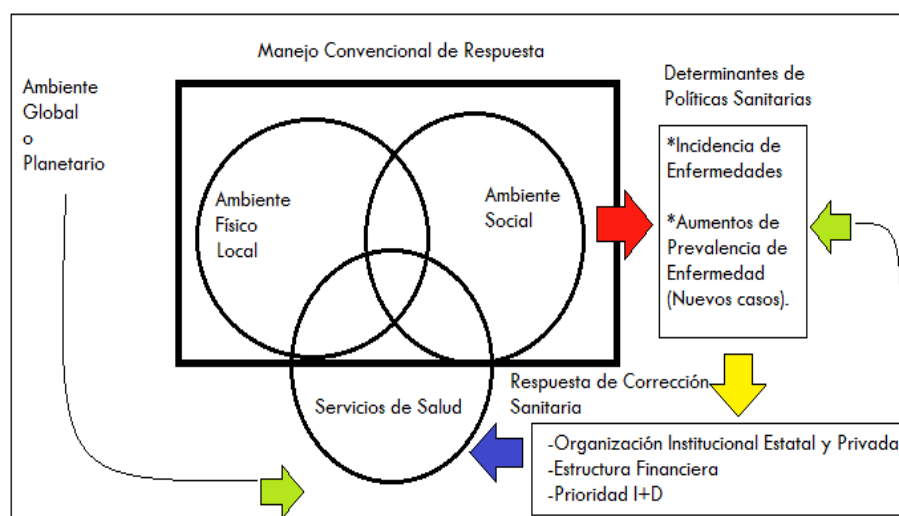 Manejo Convencional de Respuesta
Ambiente
Global
o
Planetario
Ambiente
Físico
Local
Ambiente
Social
Servicios de Salud
Determinantes de
Políticas Sanitarias
*Incidencia de
Enfermedades
*Aumentos de
Prevalencia de
Enfermedad
(Nuevos casos).
Respuesta de Corrección
Sanitaria
-Organización Institucional Estatal y Privada
-Estructura Financiera
-Prioridad I+D